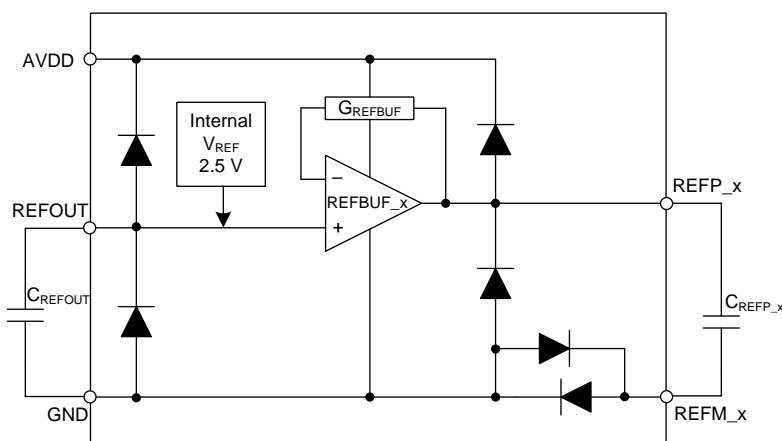 AVDD
GREFBUF
Internal
VREF
2.5 V
REFBUF_x
−
+
REFOUT
REFP_x
CREFOUT
CREFP_x
GND
REFM_x